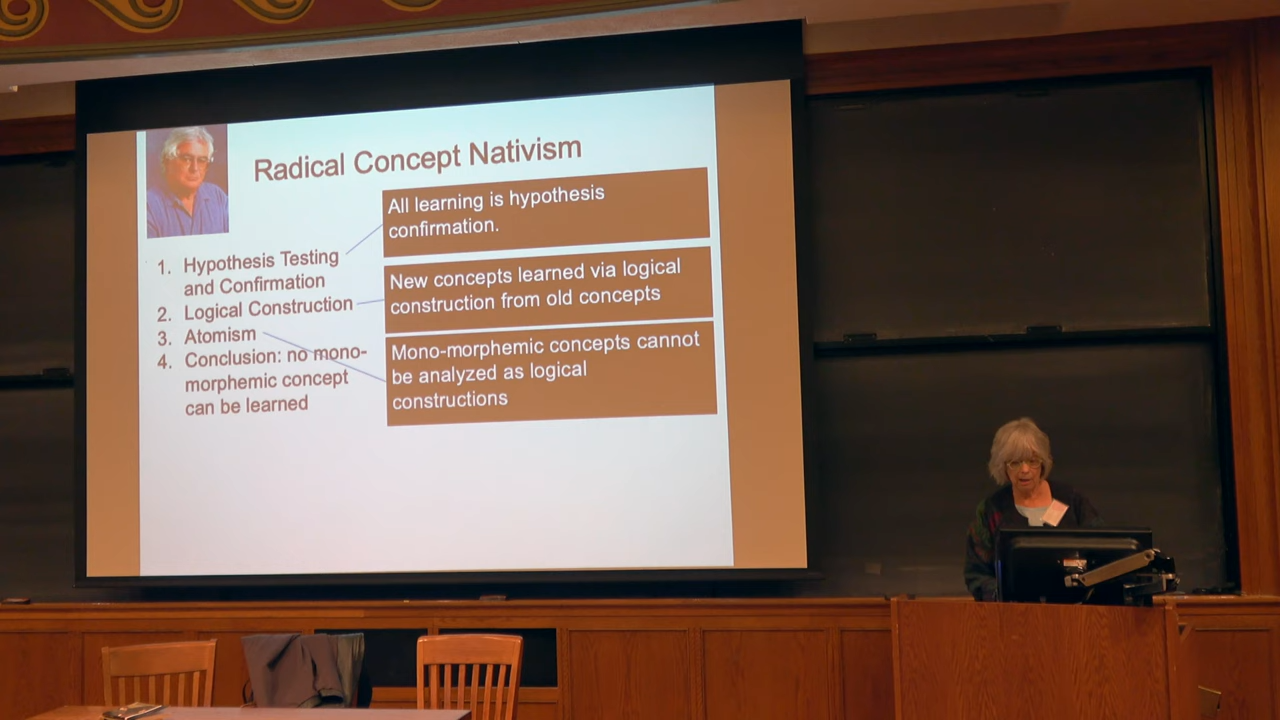 Radical Concept Nativism
1. Hypothesis Testing
and Confirmation
2. Logical Construction
3. Atomism
4. Conclusion: no mono-
morphemic concept
can be learned
All learning is hypothesis
confirmation.
New concepts learned via logical
construction from old concepts
Mono-morphemic concepts cannot
be analyzed as logical
constructions